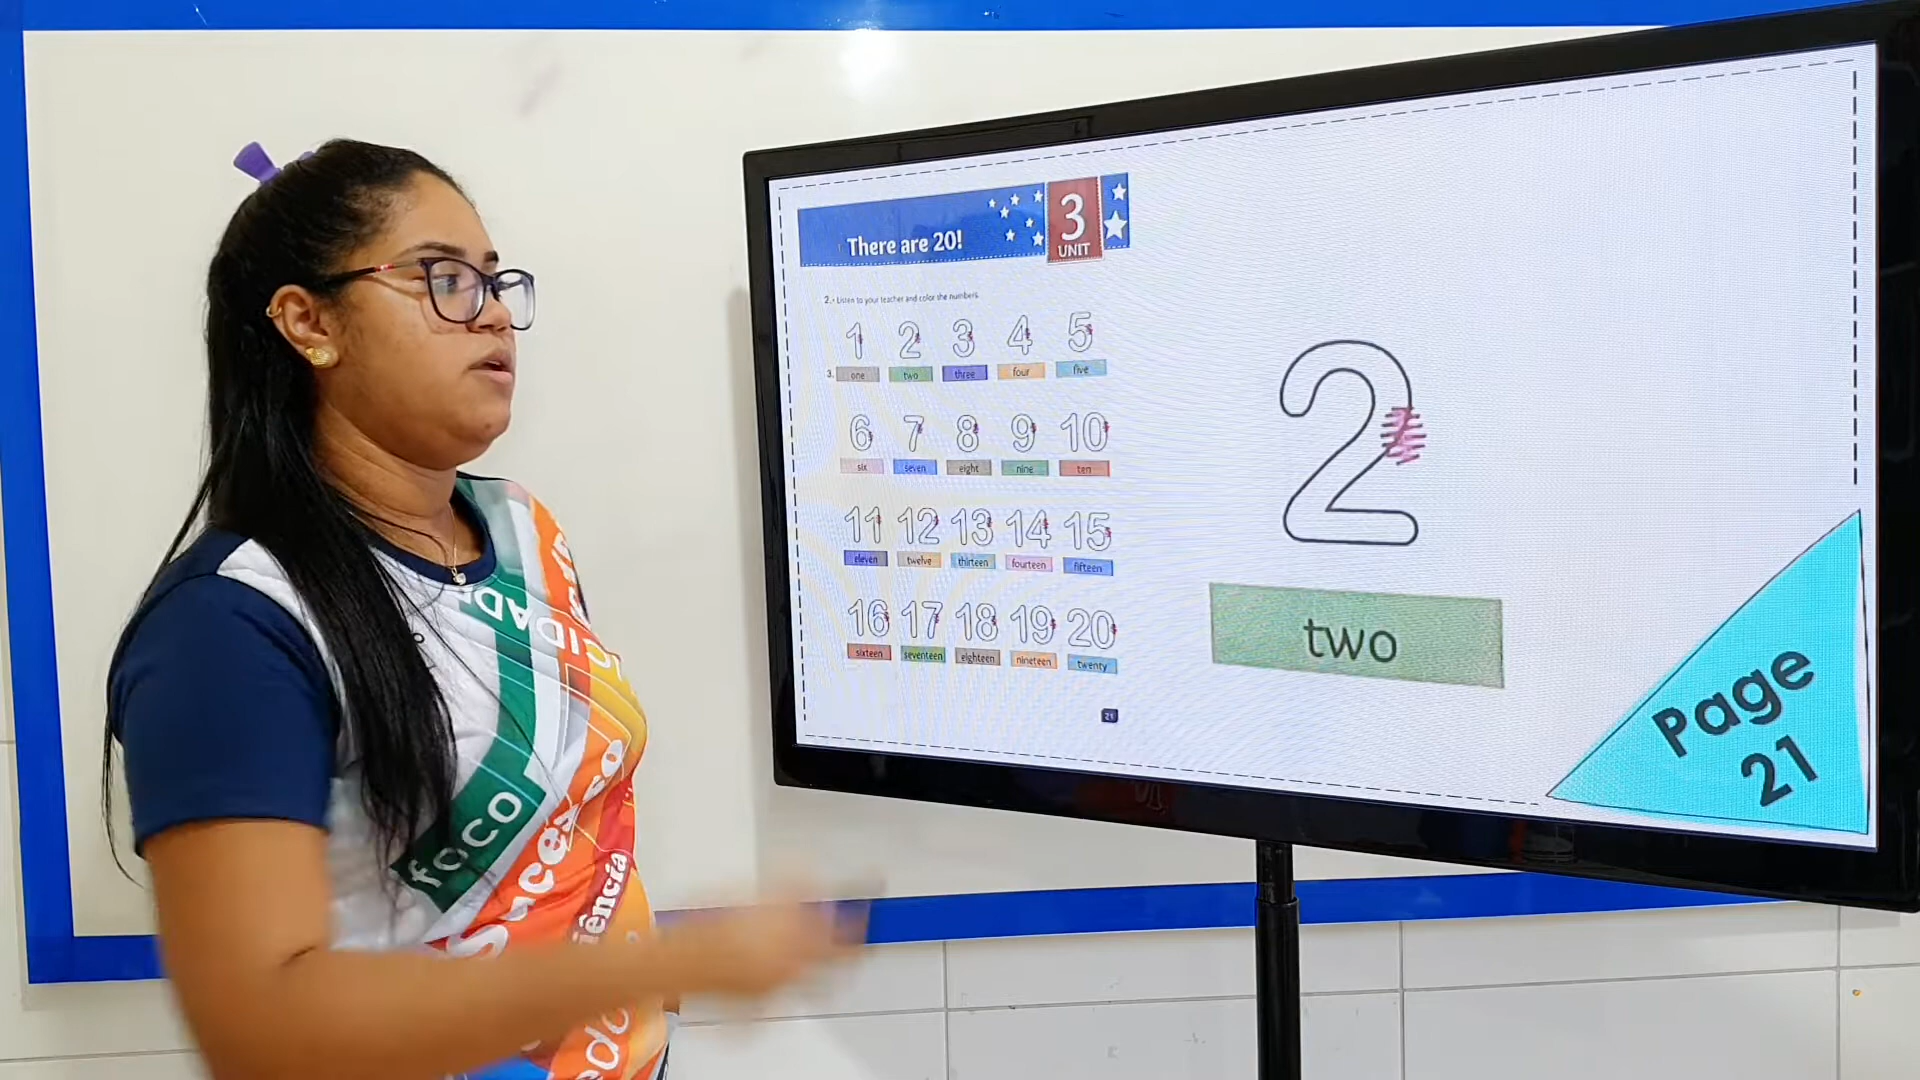 There are 20!
3
UNIT
2. Listen to your teacher and color the numbers.
1 2 3 4 5
3. one two three four five
6 7 8 9 10
six seven eight nine ten
11 12 13 14 15
eleven twelve thirteen fourteen fifteen
16 17 18 19 20
sixteen seventeen eighteen nineteen twenty
21
2
two
Page
21
foco
Sucesso